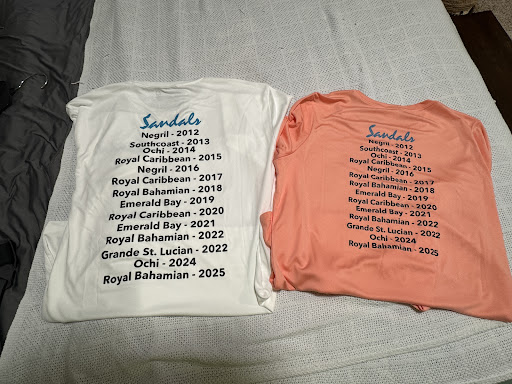 Sandals
Negril - 2012
Southcoast - 2013
Ochi - 2014
Royal Caribbean - 2015
Negril - 2016
Royal Caribbean - 2017
Royal Bahamian - 2018
Emerald Bay - 2019
Royal Caribbean - 2020
Emerald Bay - 2021
Royal Bahamian - 2022
Grande St. Lucian - 2022
Ochi - 2024
Royal Bahamian - 2025
Sandals
Negril - 2012
Southcoast - 2013
Ochi - 2014
Royal Caribbean - 2015
Negril - 2016
Royal Caribbean - 2017
Royal Bahamian - 2018
Emerald Bay - 2019
Royal Caribbean - 2020
Emerald Bay - 2021
Royal Bahamian - 2022
Grande St. Lucian - 2022
Ochi - 2024
Royal Bahamian - 2025